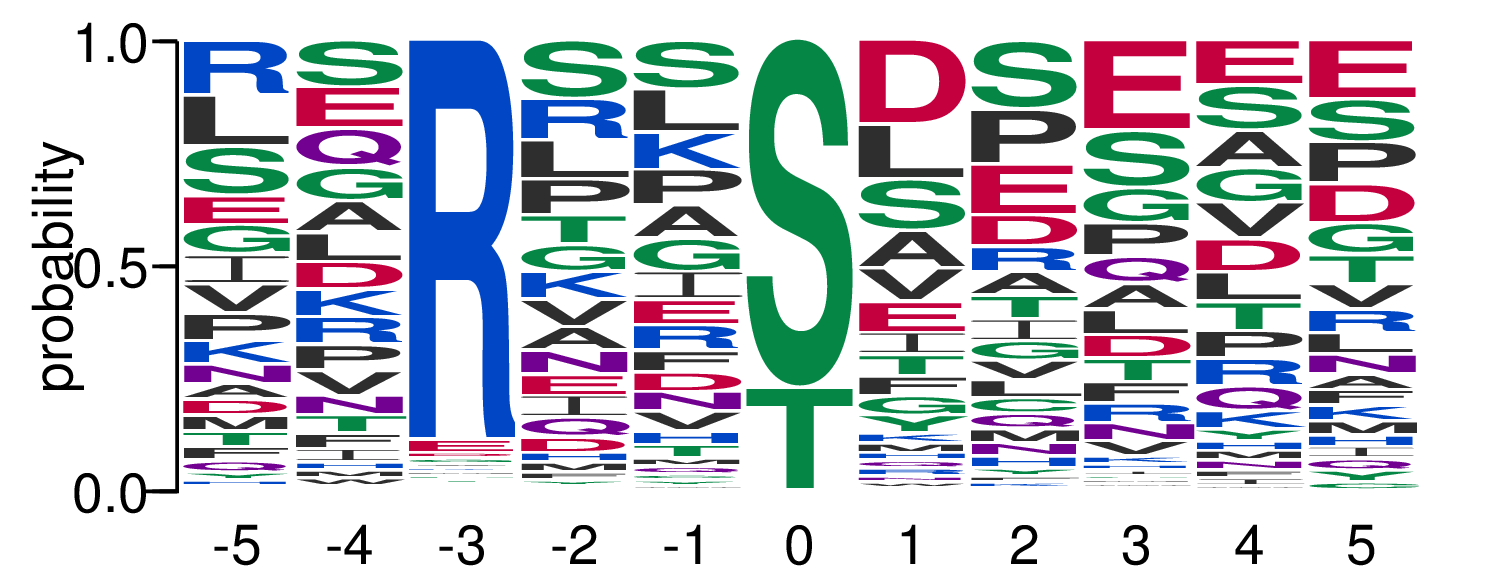 probability
1.0
0.5
0.0
R L S E G I V P K N A D M T F Q Y H
S E Q G A L D K R P V N T F I H M
R E
S R L P T G K V A N E I Q D H M Y
S L K P A G I E R F D N V H T M Q Y
S T
D L S A V E I T F G Y K M Q R N H
S P E D R A T I G V L C Q M N H Y K
E S G P Q A L D T F R N V K H I
E S A G V D L T P R Q K Y H M N F I
E S P D G T V R L N A F K M H I Q Y C
-5 -4 -3 -2 -1 0 1 2 3 4 5